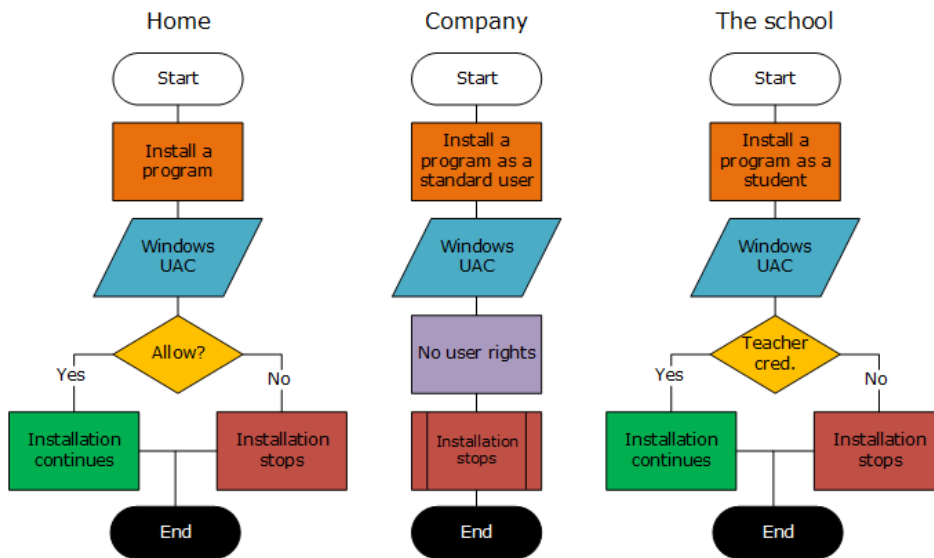 Home
Start
Install a
program
Windows
UAC
Allow?
Yes
No
Installation
continues
Installation
stops
End
Company
Start
Install a
program as a
standard user
Windows
UAC
No user rights
Installation
stops
End
The school
Start
Install a
program as a
student
Windows
UAC
Teacher
cred.
Yes
No
Installation
continues
Installation
stops
End